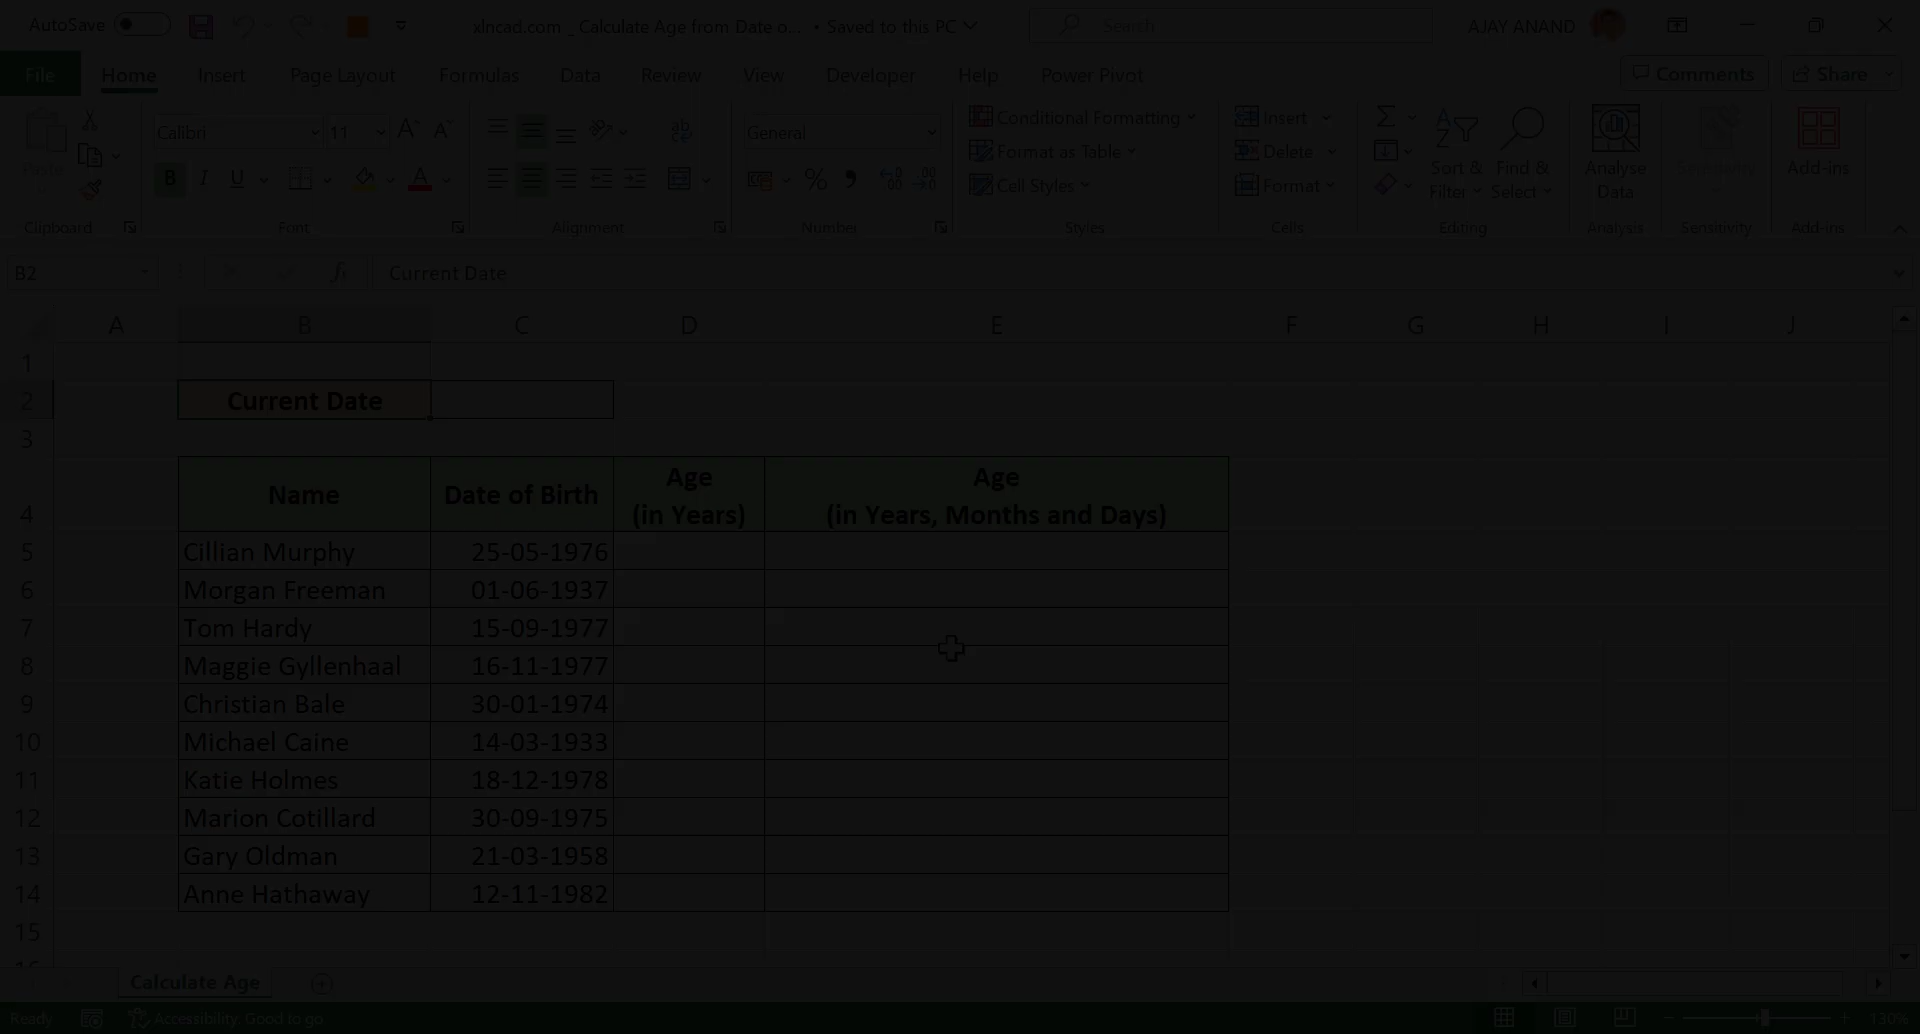 AutoSave
xlncad.com _ Calculate Age from Date o... • Saved to this PC
Search
AJAY ANAND
File Home Insert Page Layout Formulas Data Review View Developer Help Power Pivot
Comments Share
Paste
Calibri 11
General
Conditional Formatting
Format as Table
Cell Styles
Insert
Delete
Format
Sort &
Filter
Find &
Select
Analyse
Data
Sensitivity
Add-ins
Clipboard Font Alignment Number Styles Cells Editing Analysis Sensitivity Add-ins
B2 fx Current Date
A B C D E F G H I J
1
2 Current Date
3
4 Name Date of Birth Age
(in Years) Age
(in Years, Months and Days)
5 Cillian Murphy 25-05-1976
6 Morgan Freeman 01-06-1937
7 Tom Hardy 15-09-1977
8 Maggie Gyllenhaal 16-11-1977
9 Christian Bale 30-01-1974
10 Michael Caine 14-03-1933
11 Katie Holmes 18-12-1978
12 Marion Cotillard 30-09-1975
13 Gary Oldman 21-03-1958
14 Anne Hathaway 12-11-1982
15
Calculate Age
Ready Accessibility: Good to go 130%